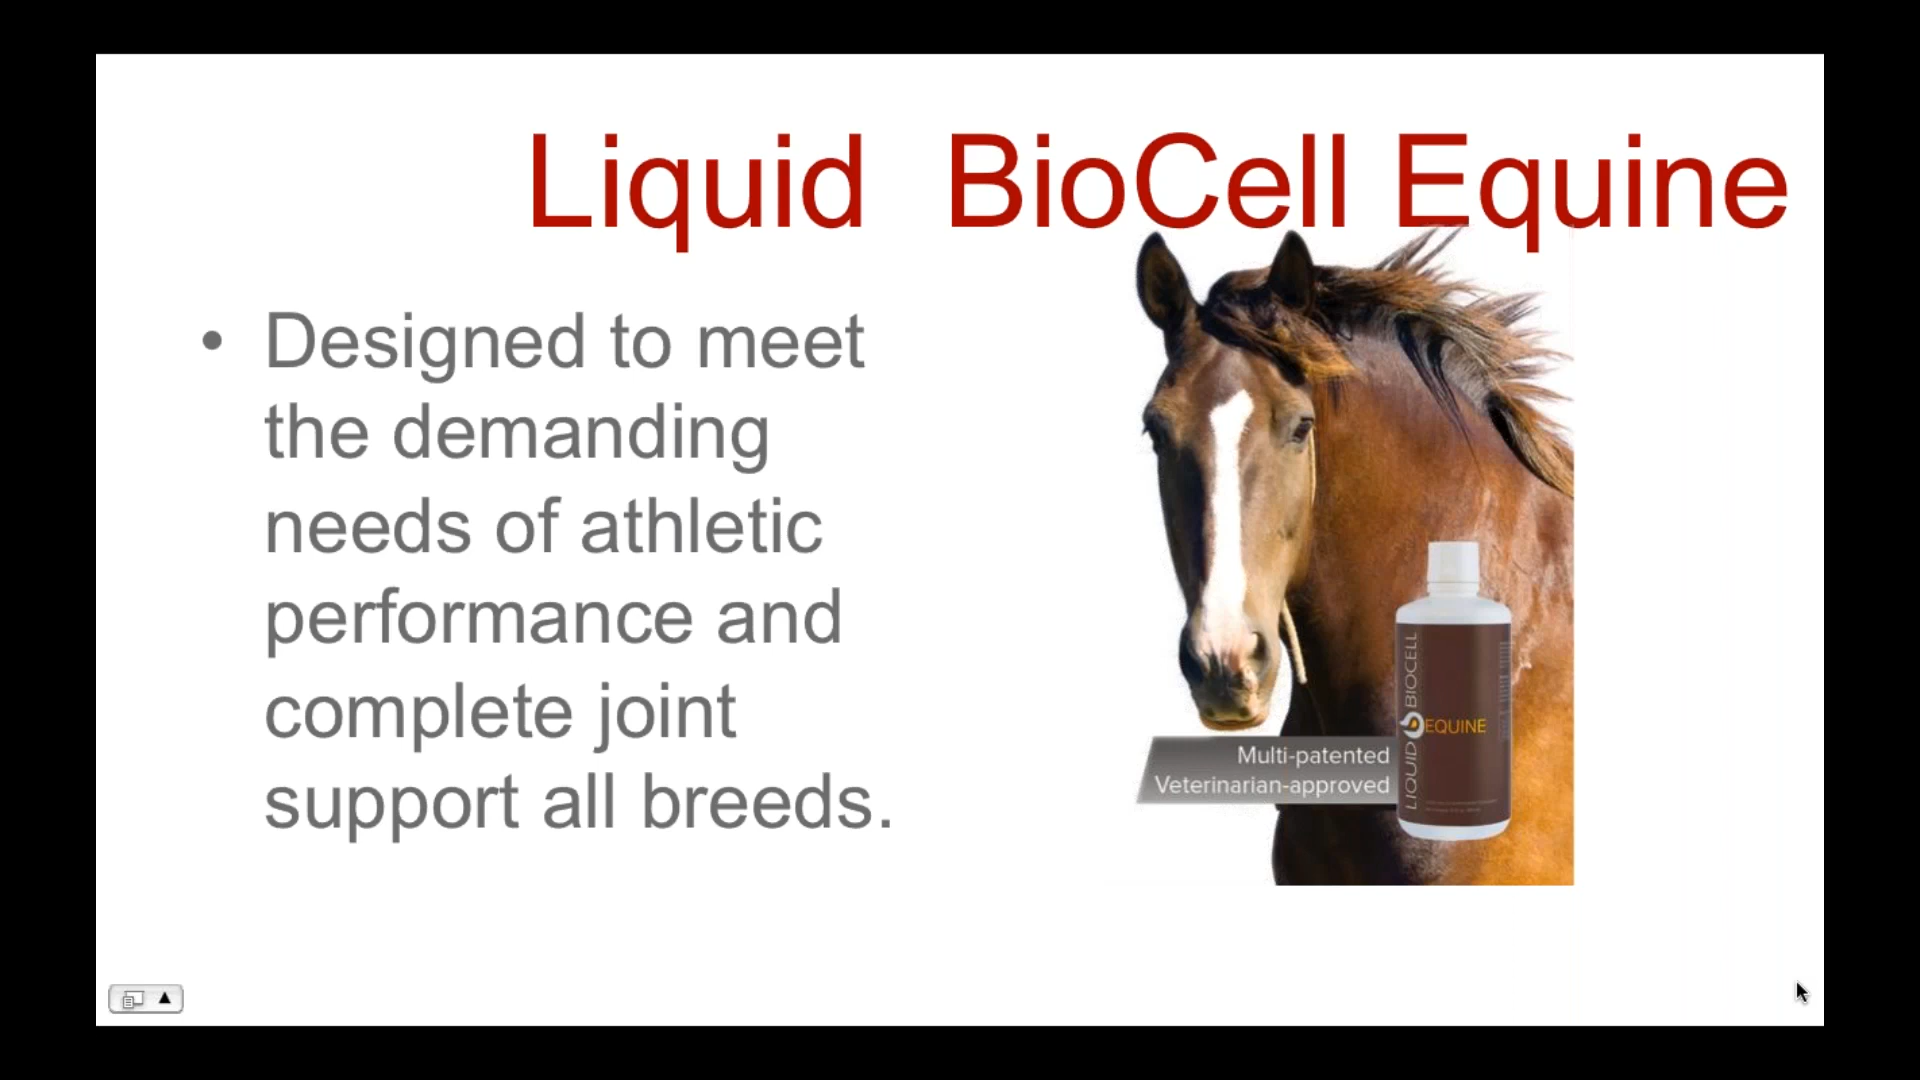 Liquid  BioCell Equine
• Designed to meet
the demanding
needs of athletic
performance and
complete joint
support all breeds.
Multi-patented
Veterinarian-approved
LIQUID BIOCELL
EQUINE